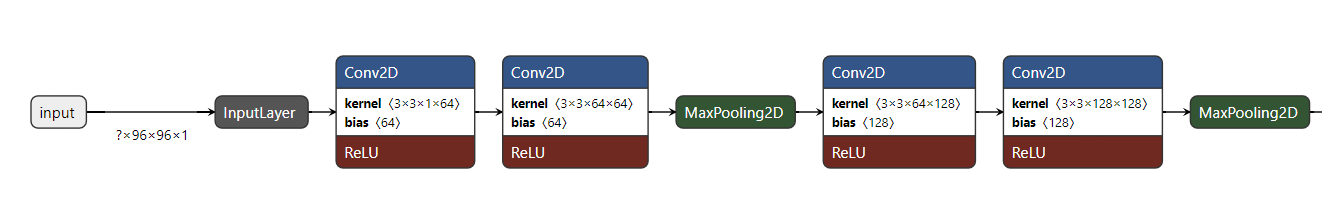 input
?×96×96×1
InputLayer
Conv2D
kernel 〈3×3×1×64〉
bias 〈64〉
ReLU
Conv2D
kernel 〈3×3×64×64〉
bias 〈64〉
ReLU
MaxPooling2D
Conv2D
kernel 〈3×3×64×128〉
bias 〈128〉
ReLU
Conv2D
kernel 〈3×3×128×128〉
bias 〈128〉
ReLU
MaxPooling2D